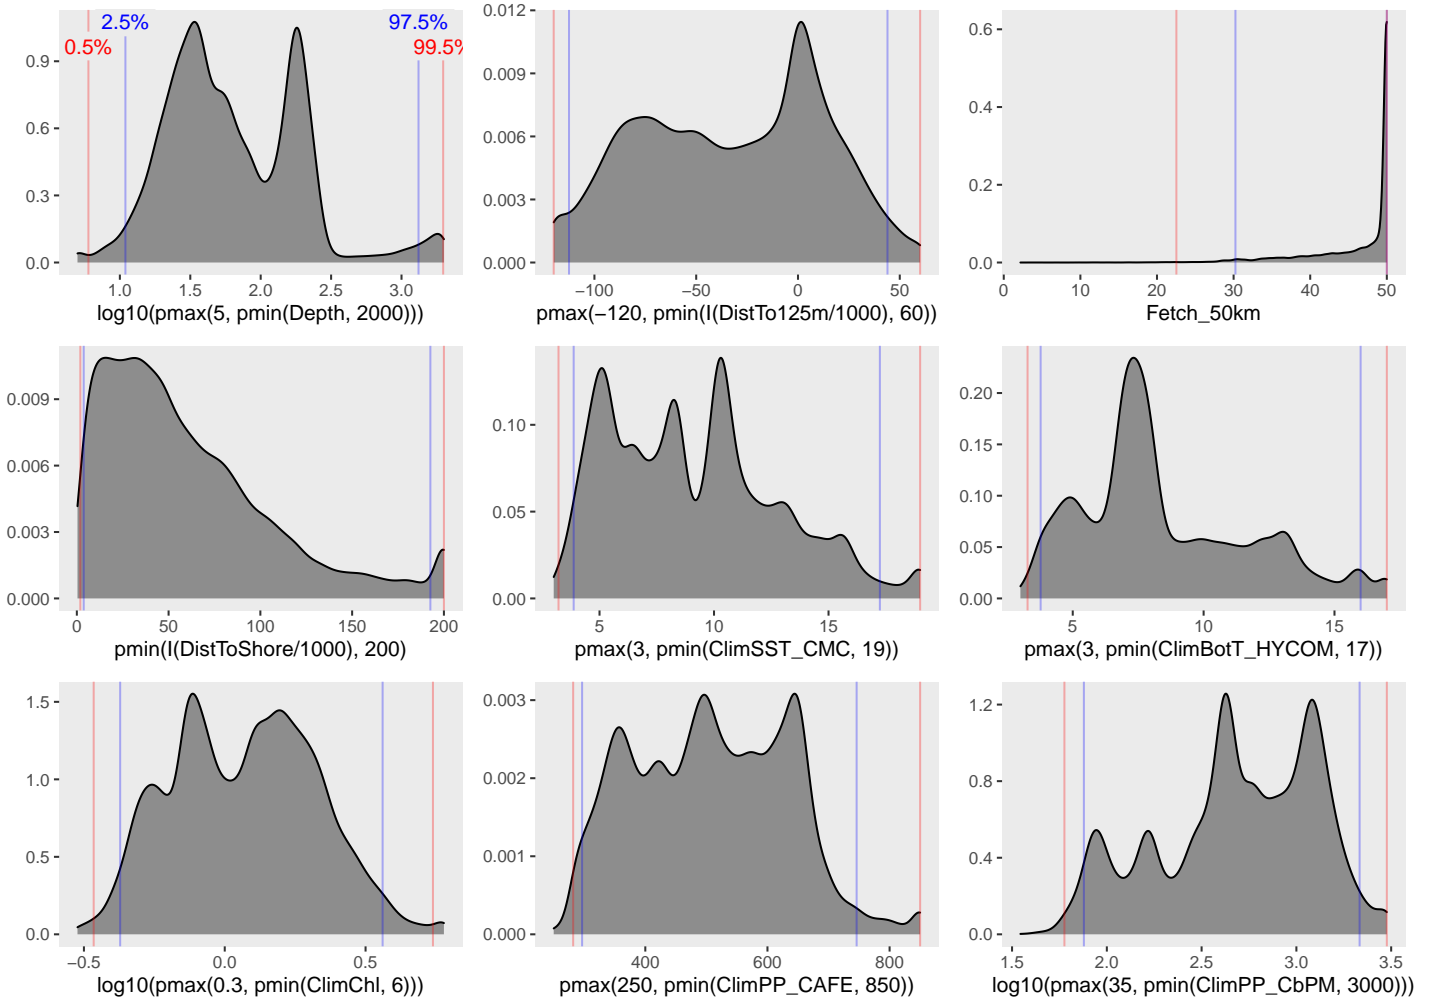 2.5% 97.5%
0.5% 99.5%
0.9
0.6
0.3
0.0
1.0 1.5 2.0 2.5 3.0
log10(pmax(5, pmin(Depth, 2000)))
0.012
0.009
0.006
0.003
0.000
−100 −50 0 50
pmax(−120, pmin(I(DistTo125m/1000), 60))
0.6
0.4
0.2
0.0
0 10 20 30 40 50
Fetch_50km
0.009
0.006
0.003
0.000
0 50 100 150 200
pmin(I(DistToShore/1000), 200)
0.10
0.05
0.00
5 10 15
pmax(3, pmin(ClimSST_CMC, 19))
0.20
0.15
0.10
0.05
0.00
5 10 15
pmax(3, pmin(ClimBotT_HYCOM, 17))
1.5
1.0
0.5
0.0
−0.5 0.0 0.5
log10(pmax(0.3, pmin(ClimChl, 6)))
0.003
0.002
0.001
0.000
400 600 800
pmax(250, pmin(ClimPP_CAFE, 850))
1.2
0.8
0.4
0.0
1.5 2.0 2.5 3.0 3.5
log10(pmax(35, pmin(ClimPP_CbPM, 3000)))